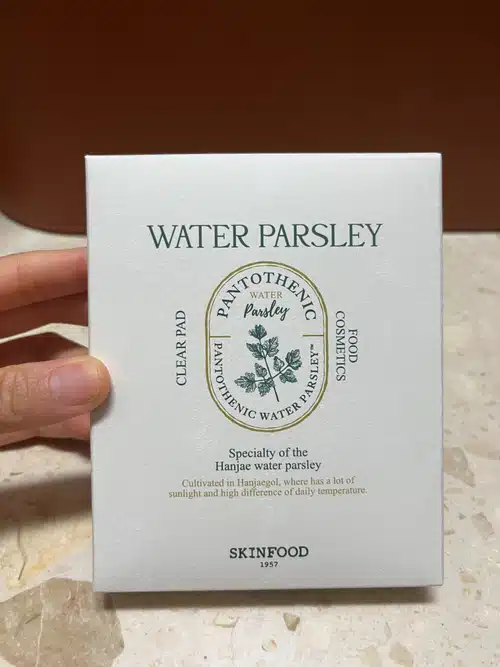 WATER PARSLEY
PANTOTHENIC
WATER
Parsley
PANTOTHENIC WATER PARSLEY™
CLEAR PAD
FOOD
COSMETICS
Specialty of the
Hanjae water parsley
Cultivated in Hanjaegol, where has a lot of
sunlight and high difference of daily temperature.
SKINFOOD
1957